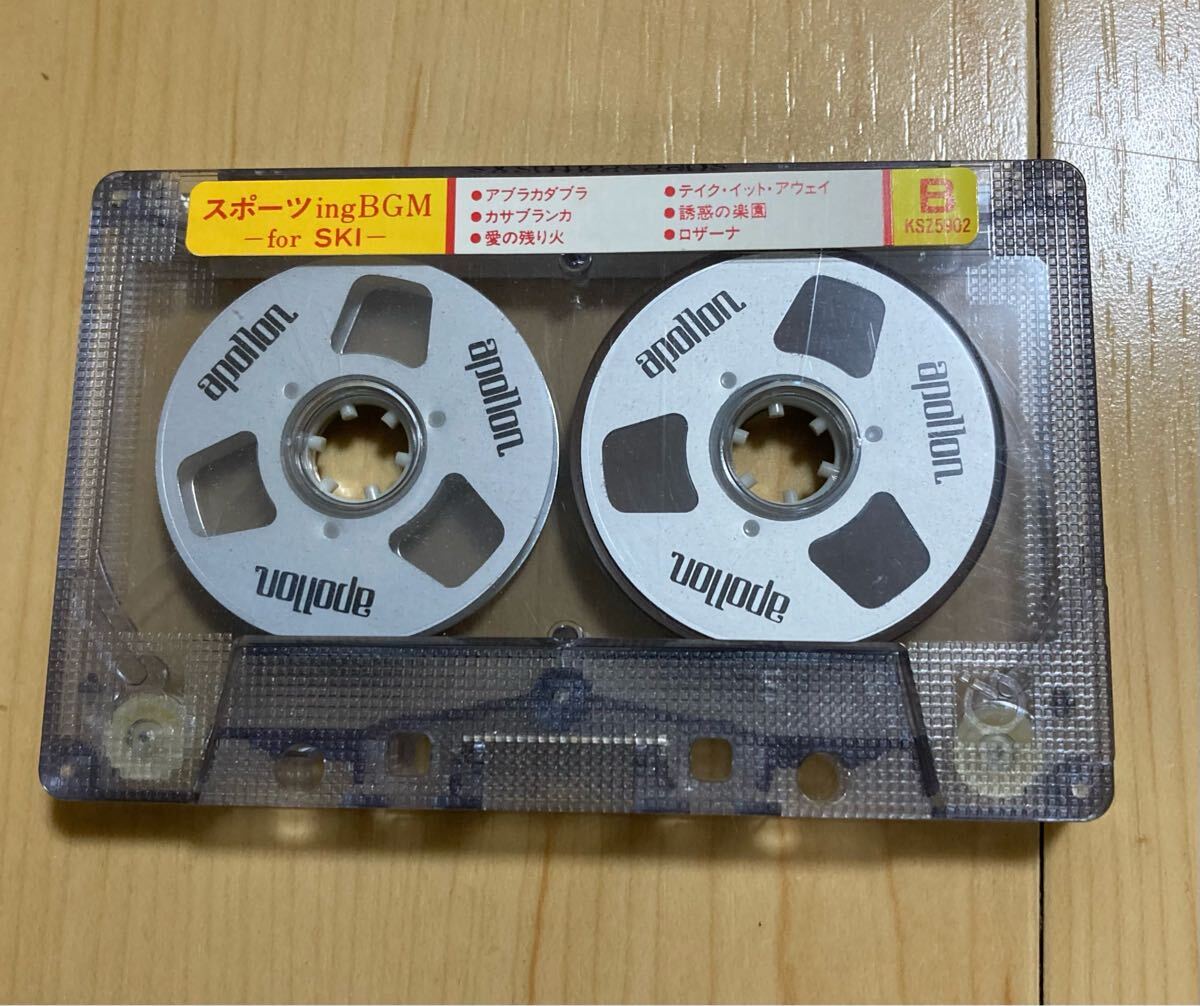 スポーツingBGM
－for SKI－
●アブラカダブラ
●カサブランカ
●愛の残り火
●テイク・イット・アウェイ
●誘惑の楽園
●ロザーナ
B
KSZ5902
apollon
apollon
apollon
apollon
apollon
apollon